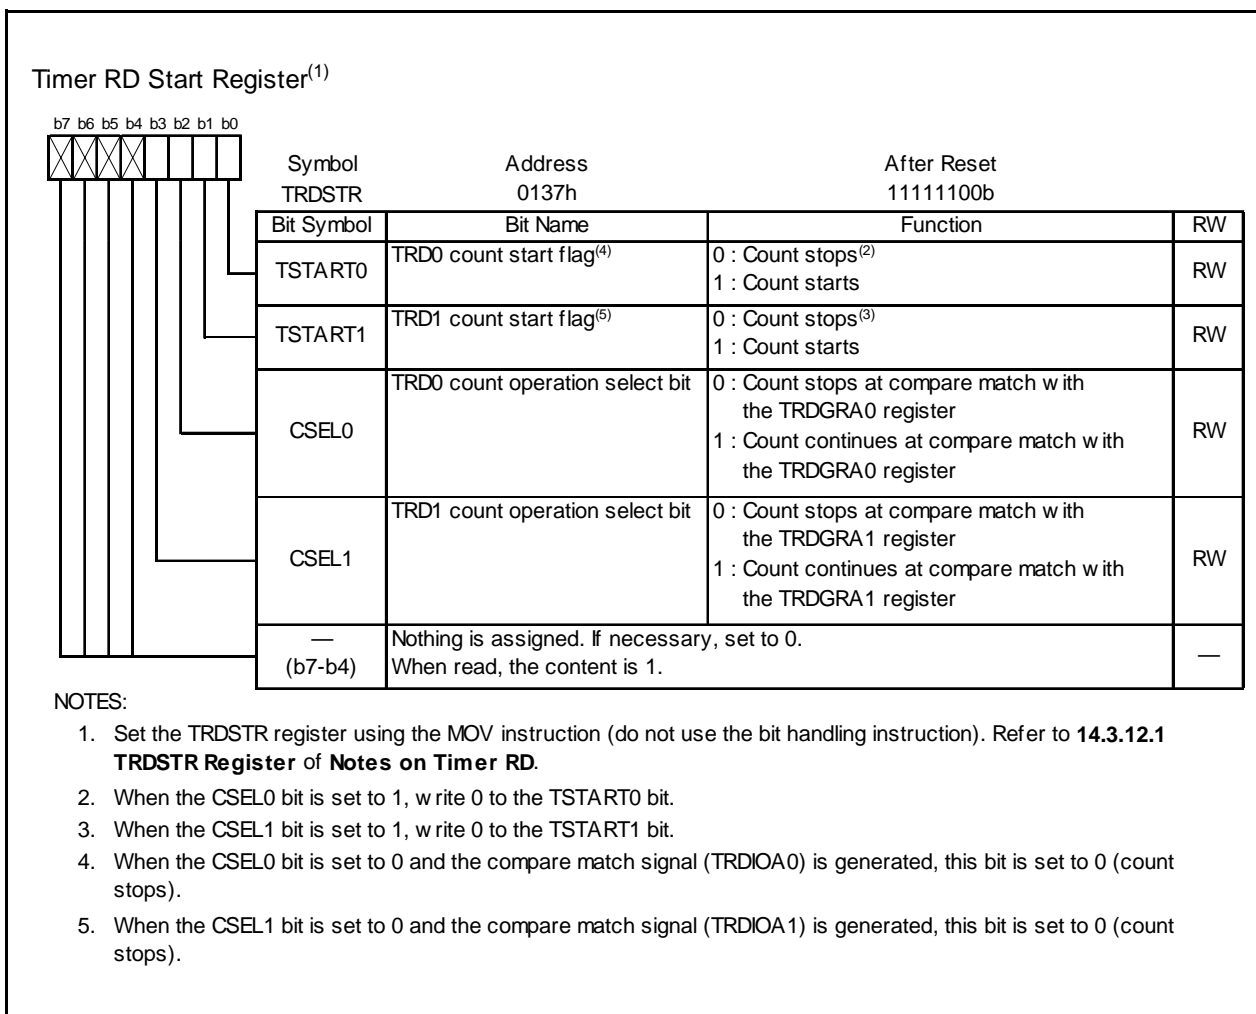 Timer RD Start Register(1)
b7 b6 b5 b4 b3 b2 b1 b0
Symbol Address After Reset
TRDSTR 0137h 11111100b
Bit Symbol Bit Name Function RW
TSTART0 TRD0 count start flag(4) 0 : Count stops(2) RW
1 : Count starts
TSTART1 TRD1 count start flag(5) 0 : Count stops(3) RW
1 : Count starts
CSEL0 TRD0 count operation select bit 0 : Count stops at compare match with RW
the TRDGRA0 register
1 : Count continues at compare match with
the TRDGRA0 register
CSEL1 TRD1 count operation select bit 0 : Count stops at compare match with RW
the TRDGRA1 register
1 : Count continues at compare match with
the TRDGRA1 register
— Nothing is assigned. If necessary, set to 0. —
(b7-b4) When read, the content is 1.
NOTES:
1. Set the TRDSTR register using the MOV instruction (do not use the bit handling instruction). Refer to 14.3.12.1
TRDSTR Register of Notes on Timer RD.
2. When the CSEL0 bit is set to 1, write 0 to the TSTART0 bit.
3. When the CSEL1 bit is set to 1, write 0 to the TSTART1 bit.
4. When the CSEL0 bit is set to 0 and the compare match signal (TRDIOA0) is generated, this bit is set to 0 (count
stops).
5. When the CSEL1 bit is set to 0 and the compare match signal (TRDIOA1) is generated, this bit is set to 0 (count
stops).